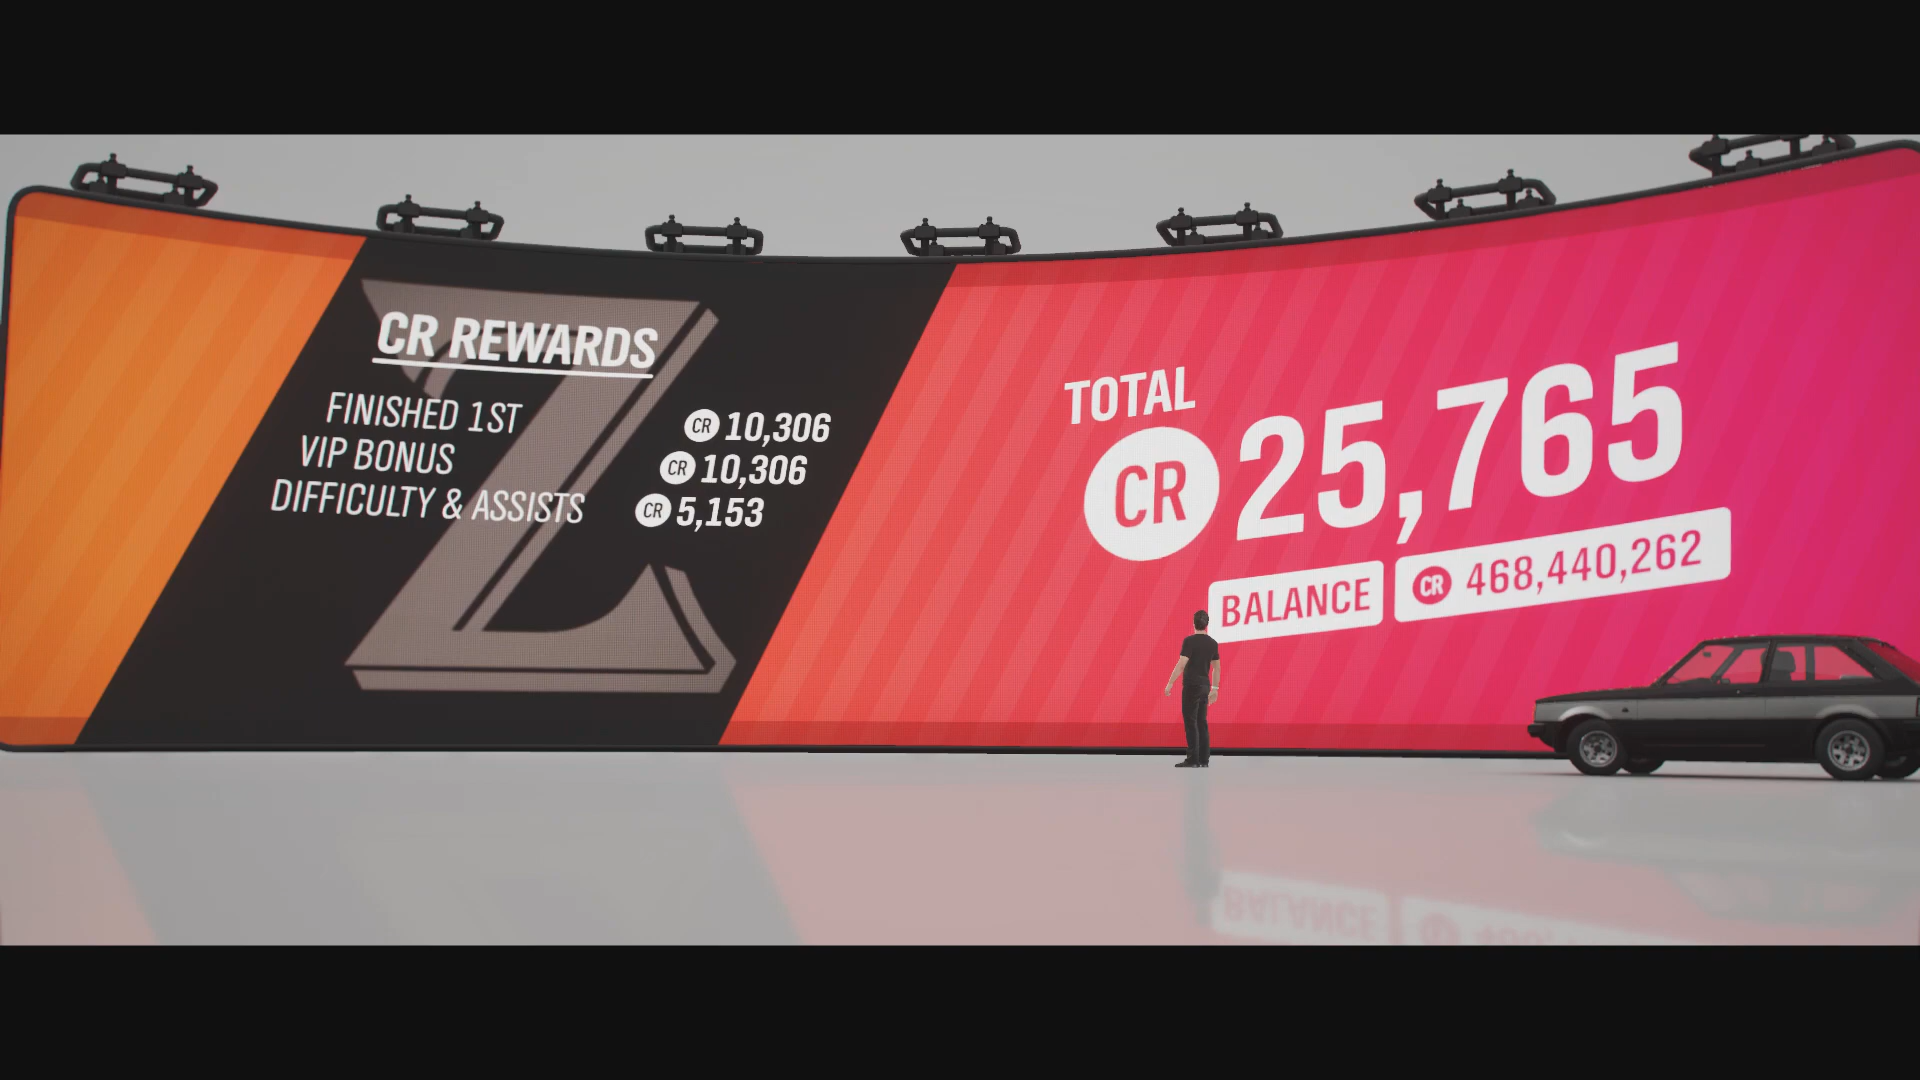 CR REWARDS
FINISHED 1ST CR 10,306
VIP BONUS CR 10,306
DIFFICULTY & ASSISTS CR 5,153
Z
TOTAL
CR 25,765
BALANCE CR 468,440,262